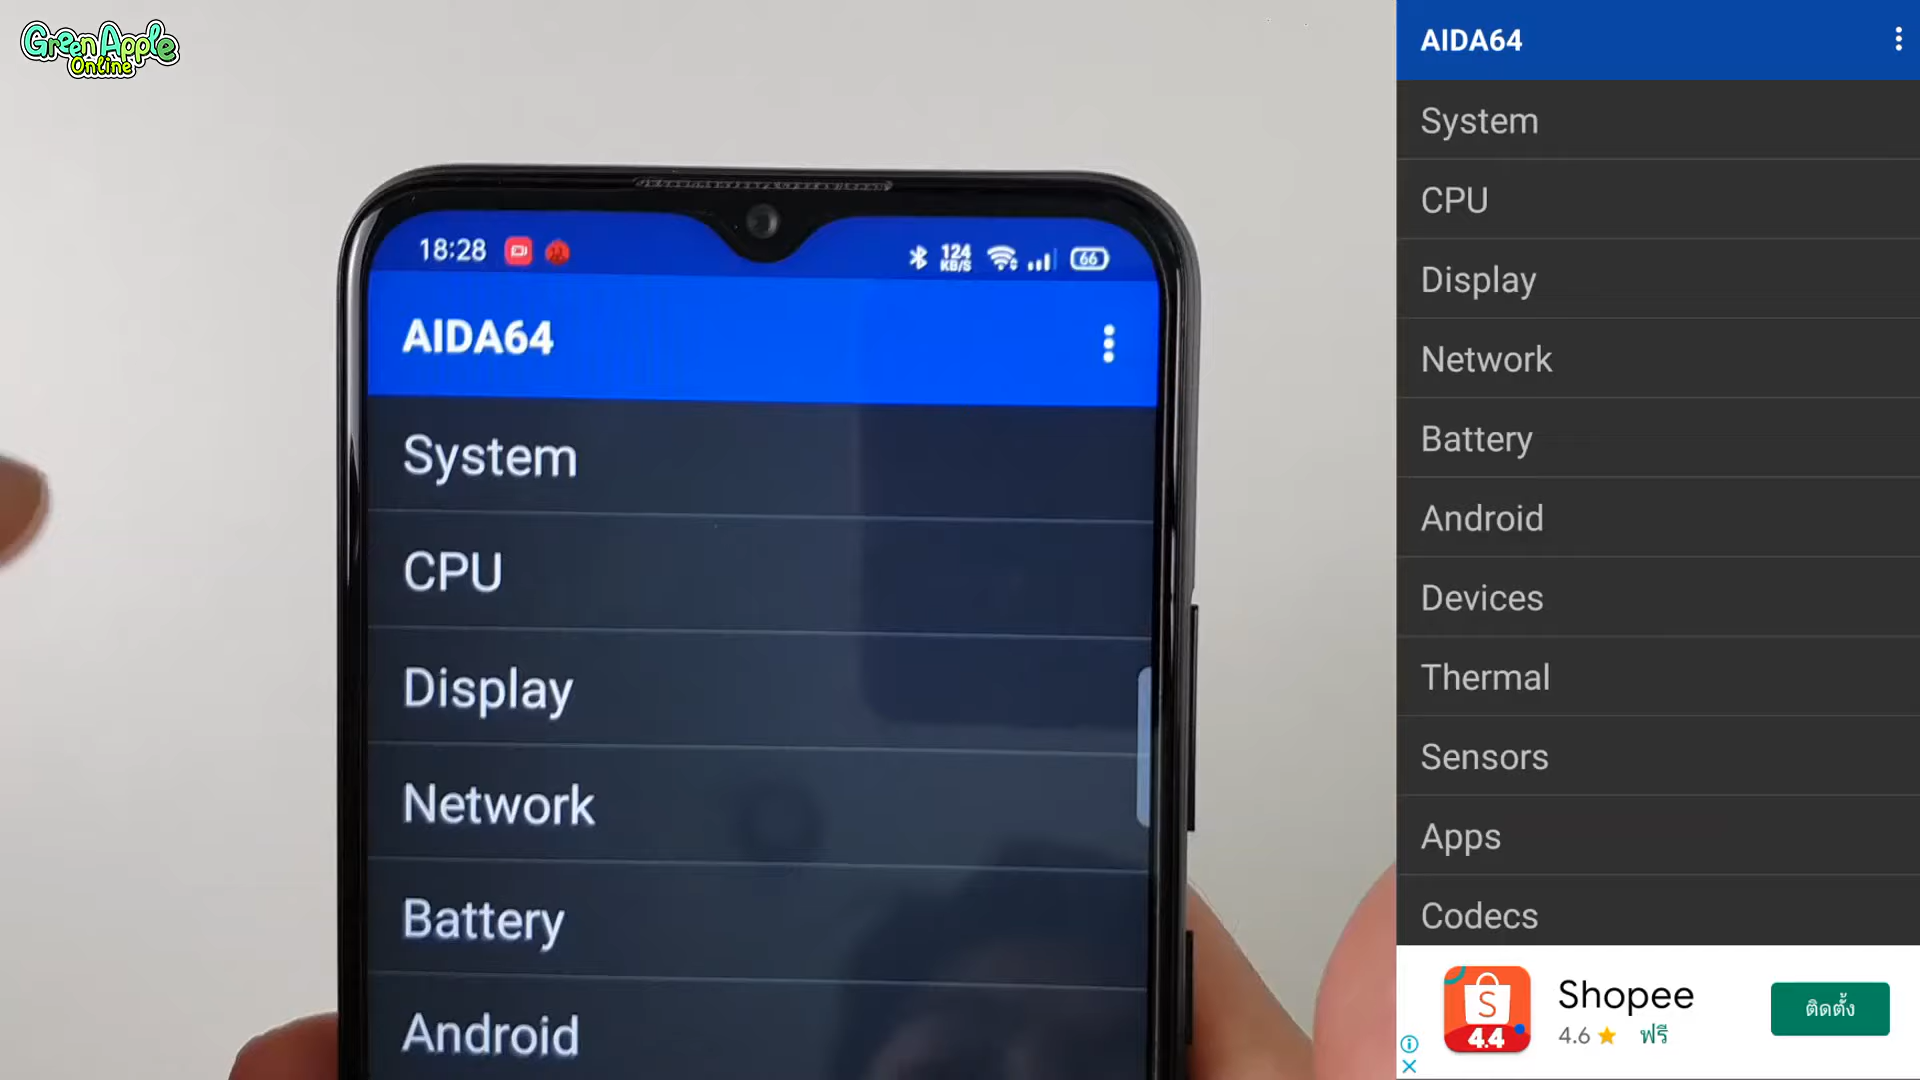 Green Apple
Online
18:28
124
KB/S
66
AIDA64
System
CPU
Display
Network
Battery
Android
AIDA64
System
CPU
Display
Network
Battery
Android
Devices
Thermal
Sensors
Apps
Codecs
S
4.4
Shopee
4.6 ★ ฟรี
ติดตั้ง